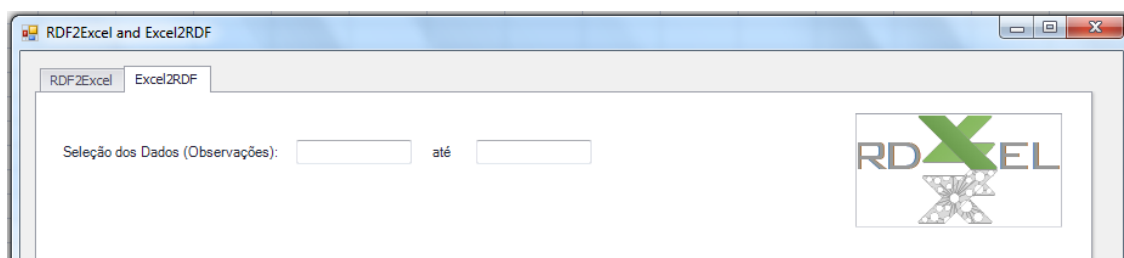 RDF2Excel and Excel2RDF
RDF2Excel Excel2RDF
Seleção dos Dados (Observações): até
RDXEL